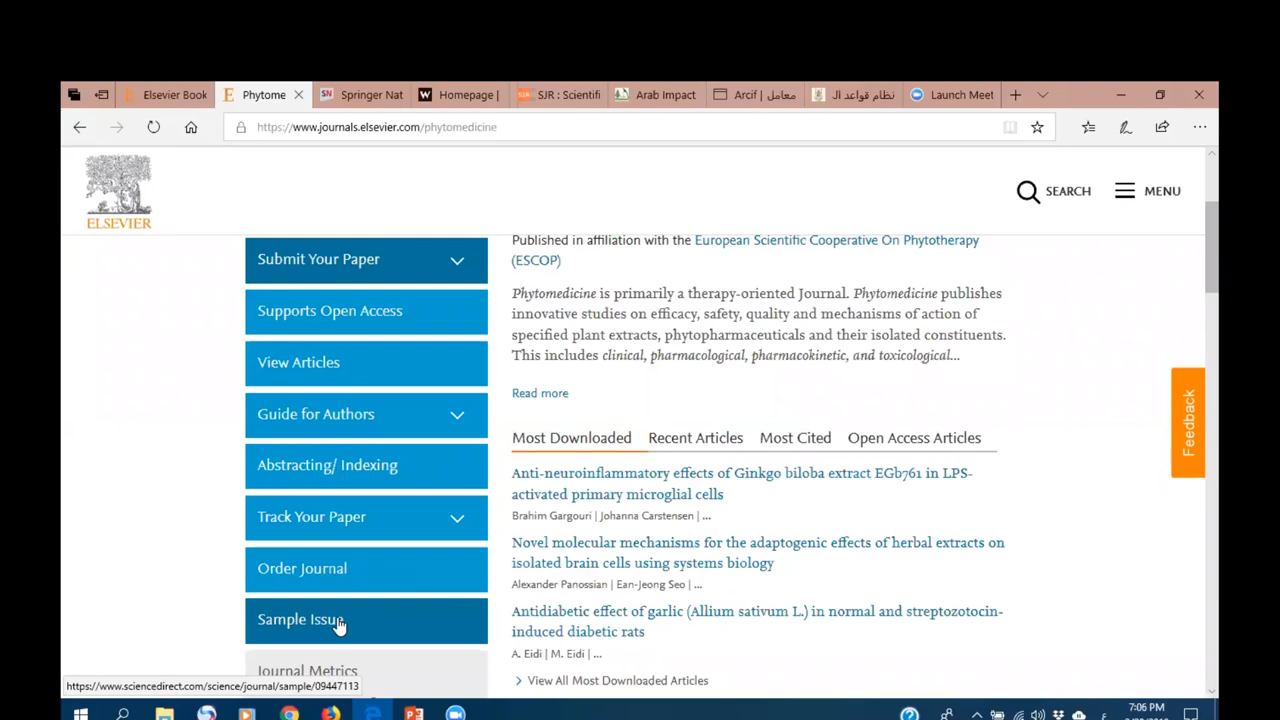 Elsevier Book
Phytome
Springer Nat
Homepage |
SJR : Scientifi
Arab Impact
Arcif | معامل
نظام قواعد ال
Launch Meet
https://www.journals.elsevier.com/phytomedicine
ELSEVIER
SEARCH
MENU
Submit Your Paper
Supports Open Access
View Articles
Guide for Authors
Abstracting/ Indexing
Track Your Paper
Order Journal
Sample Issue
Journal Metrics
Published in affiliation with the European Scientific Cooperative On Phytotherapy
(ESCOP)
Phytomedicine is primarily a therapy-oriented Journal. Phytomedicine publishes
innovative studies on efficacy, safety, quality and mechanisms of action of
specified plant extracts, phytopharmaceuticals and their isolated constituents.
This includes clinical, pharmacological, pharmacokinetic, and toxicological...
Read more
Most Downloaded
Recent Articles
Most Cited
Open Access Articles
Anti-neuroinflammatory effects of Ginkgo biloba extract EGb761 in LPS-
activated primary microglial cells
Brahim Gargouri | Johanna Carstensen | ...
Novel molecular mechanisms for the adaptogenic effects of herbal extracts on
isolated brain cells using systems biology
Alexander Panossian | Ean-Jeong Seo | ...
Antidiabetic effect of garlic (Allium sativum L.) in normal and streptozotocin-
induced diabetic rats
A. Eidi | M. Eidi | ...
View All Most Downloaded Articles
Feedback
https://www.sciencedirect.com/science/journal/sample/09447113
7:06 PM